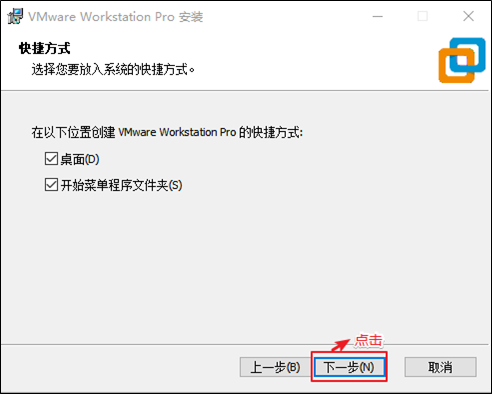 VMware Workstation Pro 安装
快捷方式
选择您要放入系统的快捷方式。
在以下位置创建 VMware Workstation Pro 的快捷方式:
桌面(D)
开始菜单程序文件夹(S)
点击
上一步(B) 下一步(N) 取消